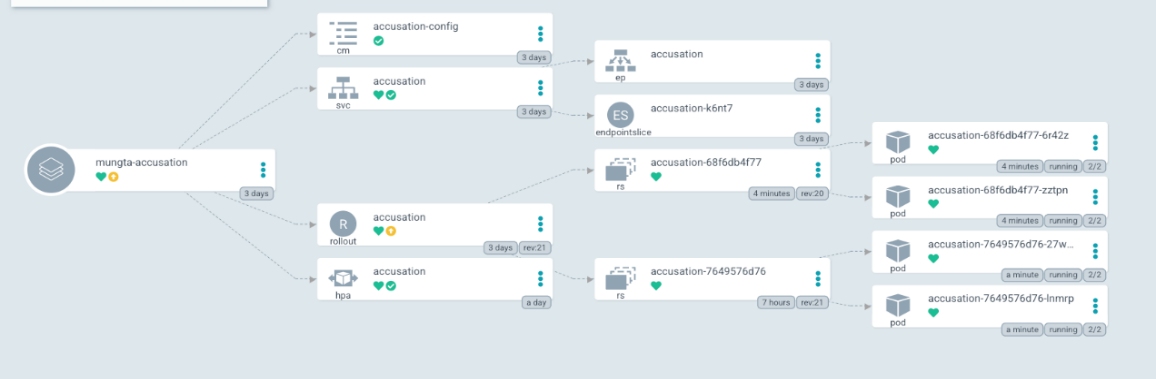 accusation-config
cm
3 days
accusation
svc
3 days
accusation
ep
3 days
ES
accusation-k6nt7
endpointslice
3 days
mungta-accusation
3 days
accusation-68f6db4f77
rs
4 minutes rev:20
accusation-68f6db4f77-6r42z
pod
4 minutes running 2/2
accusation-68f6db4f77-zztpn
pod
4 minutes running 2/2
R
accusation
rollout
3 days rev:21
accusation
hpa
a day
accusation-7649576d76
rs
7 hours rev:21
accusation-7649576d76-27w...
pod
a minute running 2/2
accusation-7649576d76-lnmrp
pod
a minute running 2/2